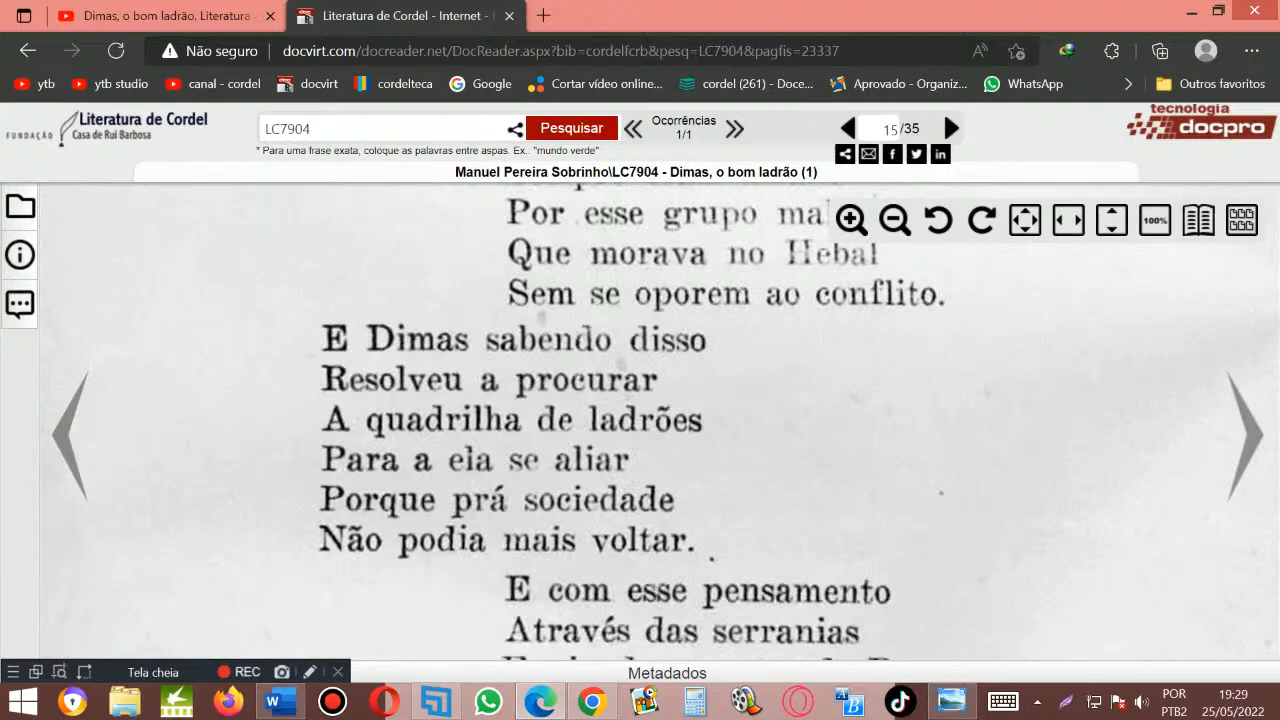 Dimas, o bom ladrão. Literatura
Literatura de Cordel - Internet -
Não seguro
docvirt.com/docreader.net/DocReader.aspx?bib=cordelfcrb&pesq=LC7904&pagfis=23337
ytb
ytb studio
canal - cordel
docvirt
cordelteca
Google
Cortar vídeo online...
cordel (261) - Doce...
Aprovado - Organiz...
WhatsApp
Outros favoritos
FUNDAÇÃO
Literatura de Cordel
Casa de Rui Barbosa
LC7904
Pesquisar
Ocorrências
1/1
15/35
* Para uma frase exata, coloque as palavras entre aspas. Ex.. "mundo verde"
tecnologia
docpro
Manuel Pereira Sobrinho\LC7904 - Dimas, o bom ladrão (1)
100%
Por esse grupo ma
Que morava no Hebal
Sem se oporem ao conflito.
E Dimas sabendo disso
Resolveu a procurar
A quadrilha de ladrões
Para a ela se aliar
Porque prá sociedade
Não podia mais voltar.
E com esse pensamento
Através das serranias
Tela cheia
REC
Metadados
POR
PTB2
19:29
25/05/2022